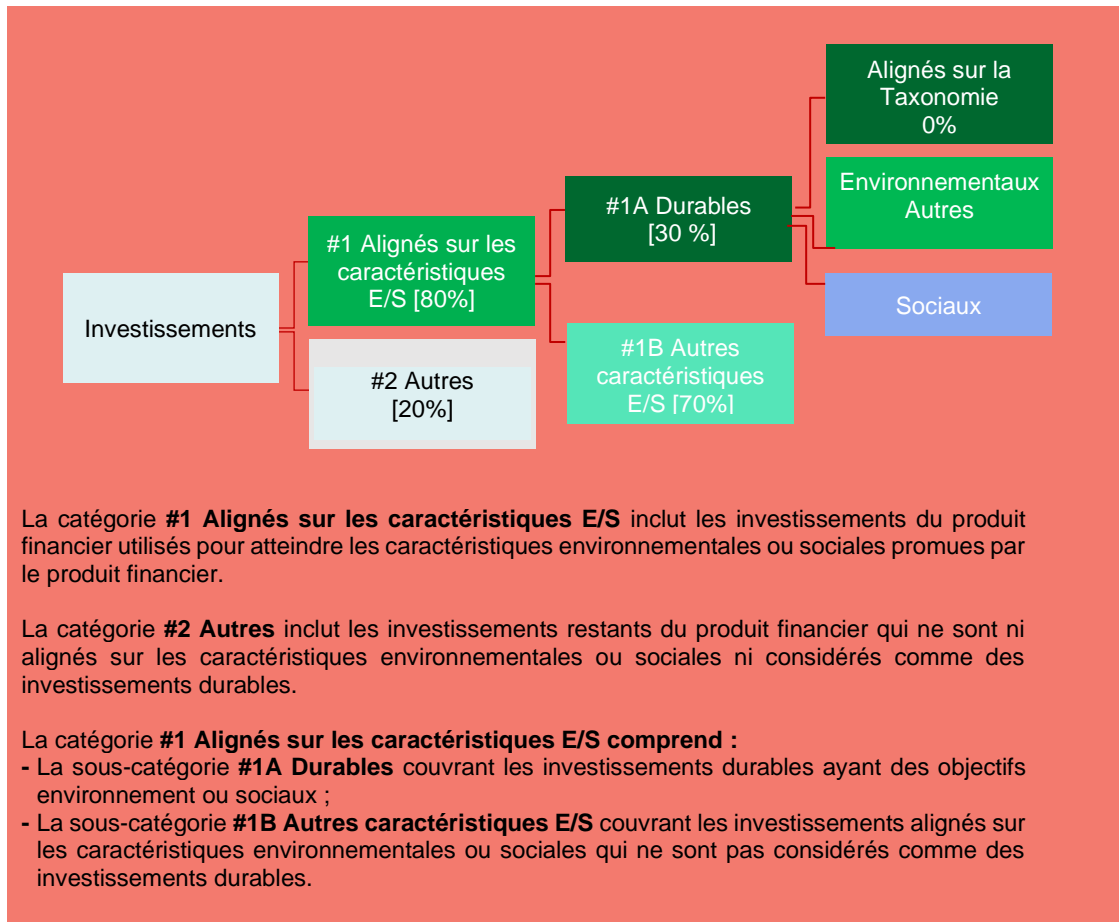 Alignés sur la
Taxonomie
0%
Environnementaux
Autres
#1A Durables
[30 %]
#1 Alignés sur les
caractéristiques
E/S [80%]
Sociaux
Investissements
#1B Autres
caractéristiques
E/S [70%]
#2 Autres
[20%]
La catégorie #1 Alignés sur les caractéristiques E/S inclut les investissements du produit
financier utilisés pour atteindre les caractéristiques environnementales ou sociales promues par
le produit financier.
La catégorie #2 Autres inclut les investissements restants du produit financier qui ne sont ni
alignés sur les caractéristiques environnementales ou sociales ni considérés comme des
investissements durables.
La catégorie #1 Alignés sur les caractéristiques E/S comprend :
- La sous-catégorie #1A Durables couvrant les investissements durables ayant des objectifs
environnement ou sociaux ;
- La sous-catégorie #1B Autres caractéristiques E/S couvrant les investissements alignés sur
les caractéristiques environnementales ou sociales qui ne sont pas considérés comme des
investissements durables.